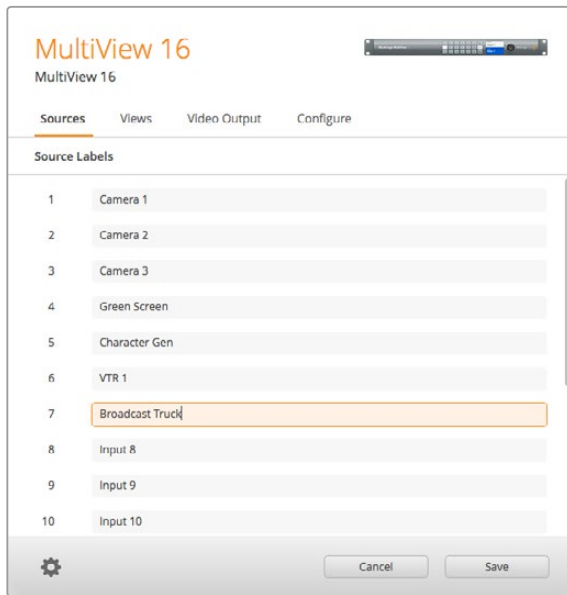 MultiView 16
MultiView 16
Sources Views Video Output Configure
Source Labels
1 Camera 1
2 Camera 2
3 Camera 3
4 Green Screen
5 Character Gen
6 VTR 1
7 Broadcast Truck
8 Input 8
9 Input 9
10 Input 10
Cancel Save